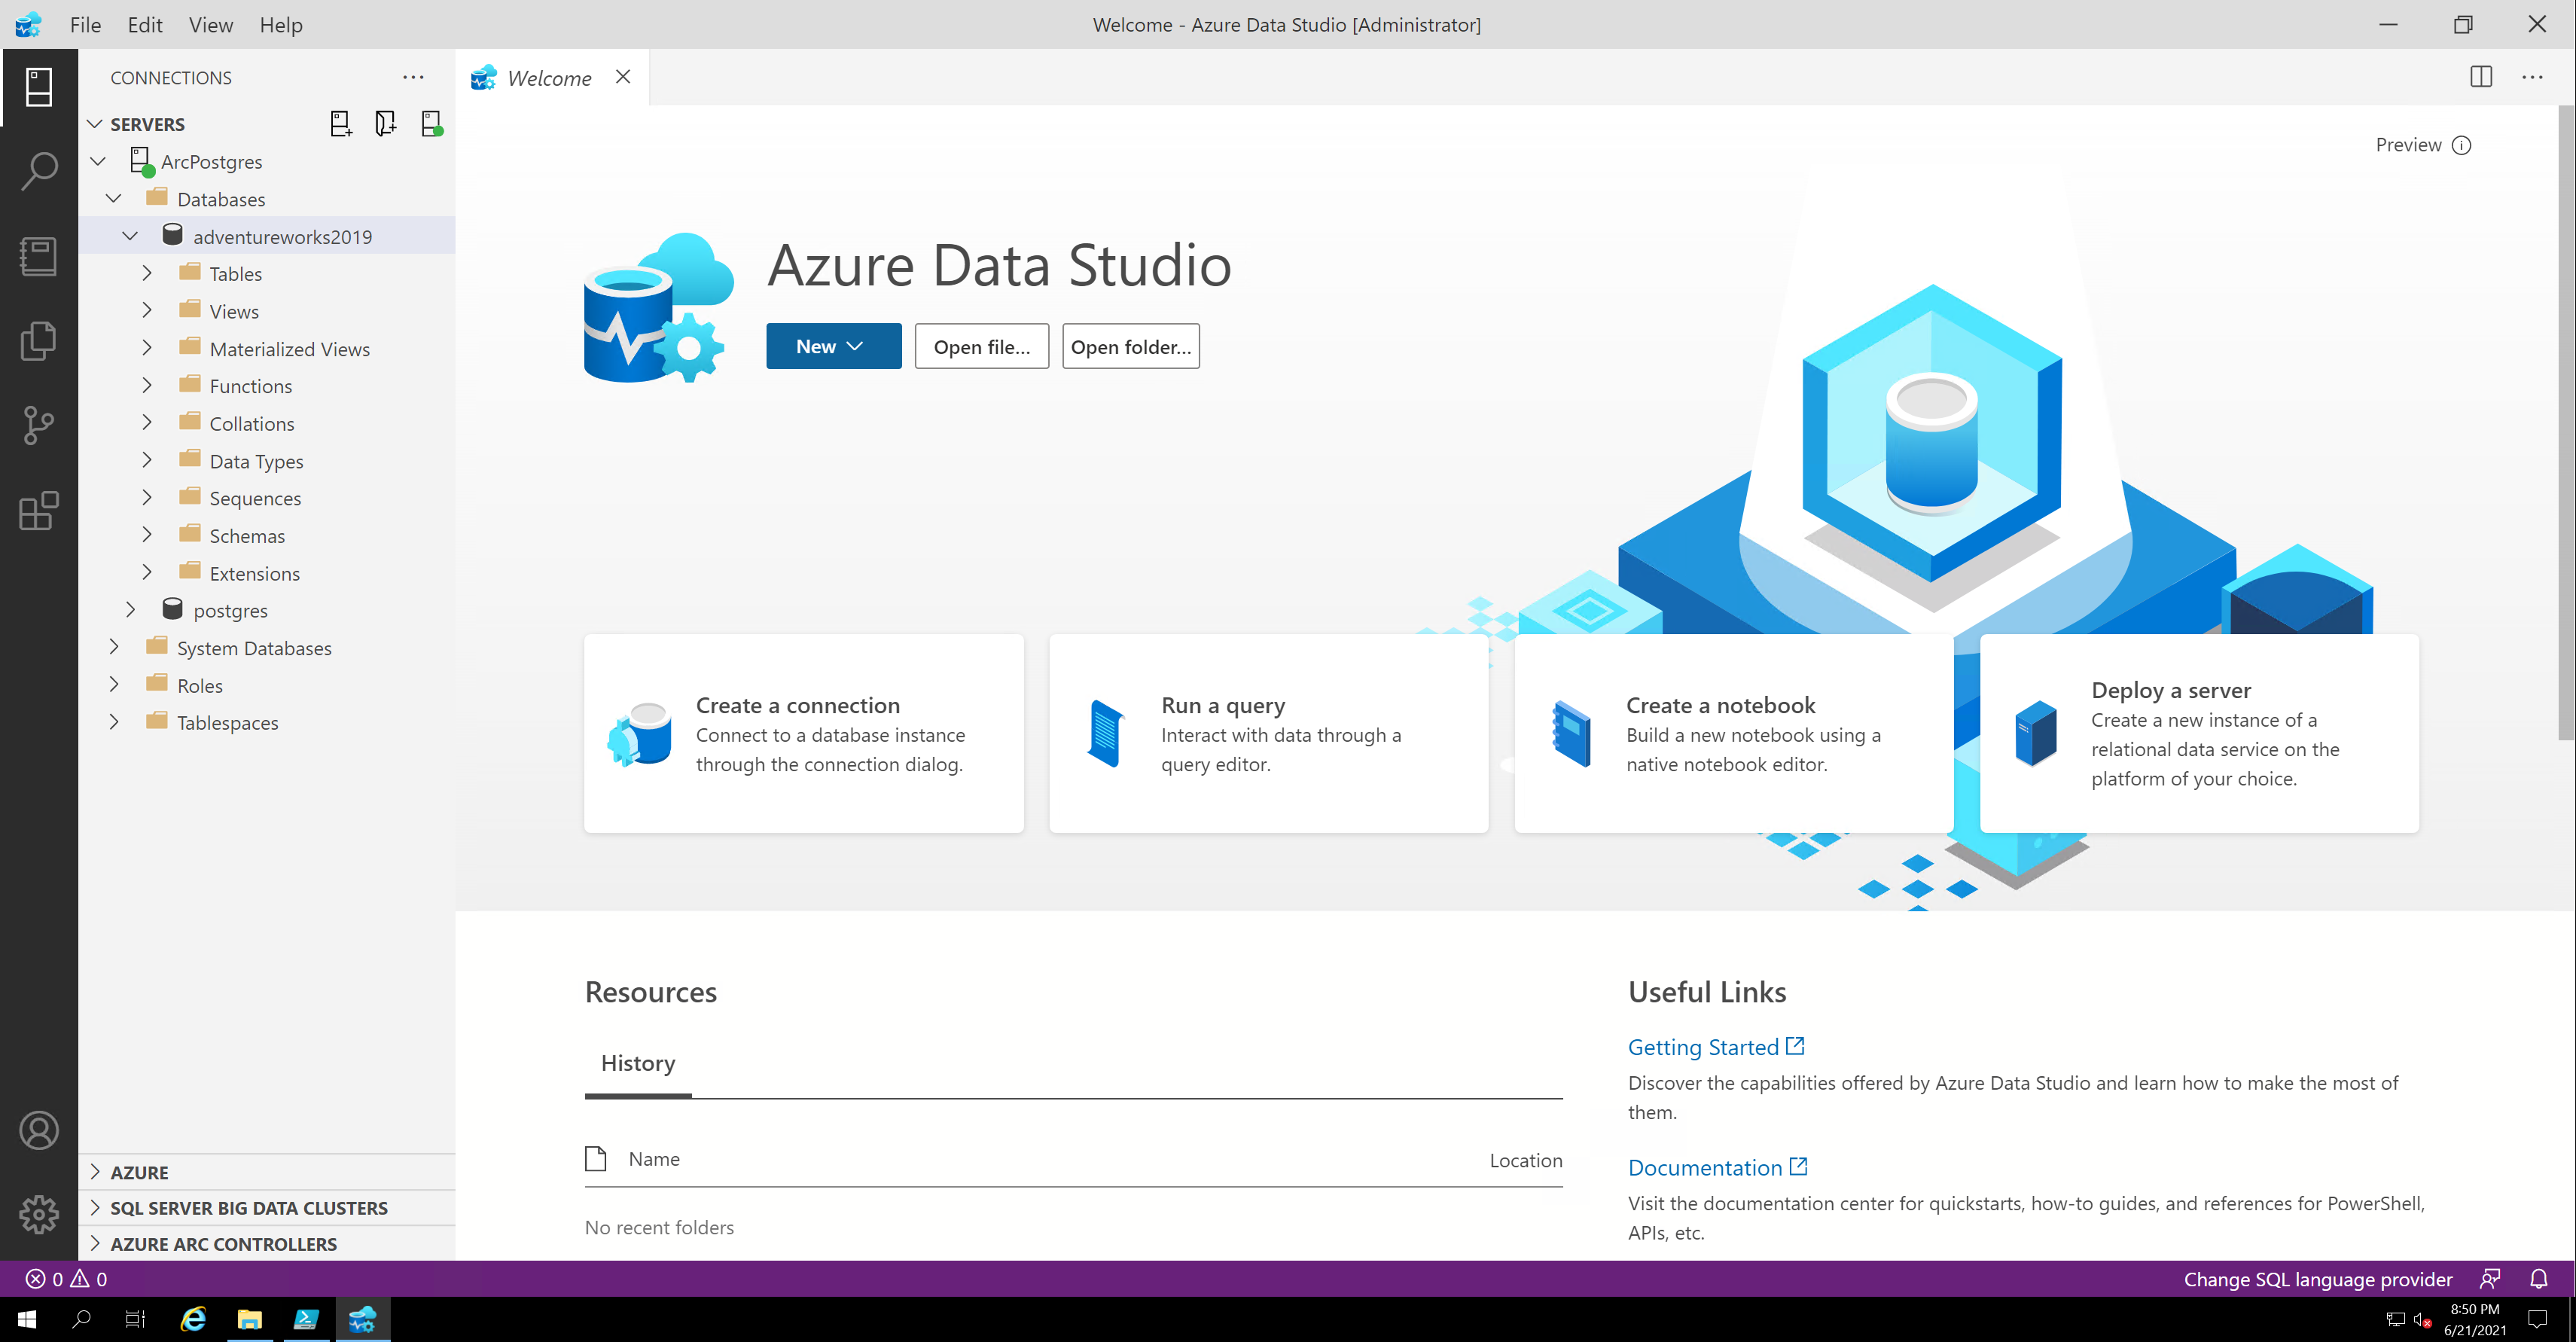 File Edit View Help
Welcome - Azure Data Studio [Administrator]
CONNECTIONS
SERVERS
ArcPostgres
Databases
adventureworks2019
Tables
Views
Materialized Views
Functions
Collations
Data Types
Sequences
Schemas
Extensions
postgres
System Databases
Roles
Tablespaces
AZURE
SQL SERVER BIG DATA CLUSTERS
AZURE ARC CONTROLLERS
Welcome
Preview
Azure Data Studio
New
Open file...
Open folder...
Create a connection
Connect to a database instance
through the connection dialog.
Run a query
Interact with data through a
query editor.
Create a notebook
Build a new notebook using a
native notebook editor.
Deploy a server
Create a new instance of a
relational data service on the
platform of your choice.
Resources
History
Name
Location
No recent folders
Useful Links
Getting Started
Discover the capabilities offered by Azure Data Studio and learn how to make the most of
them.
Documentation
Visit the documentation center for quickstarts, how-to guides, and references for PowerShell,
APIs, etc.
0 0
Change SQL language provider
8:50 PM
6/21/2021